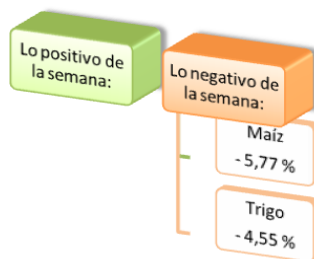 Lo positivo de
la semana:
Lo negativo de
la semana:
Maíz
- 5,77 %
Trigo
- 4,55 %